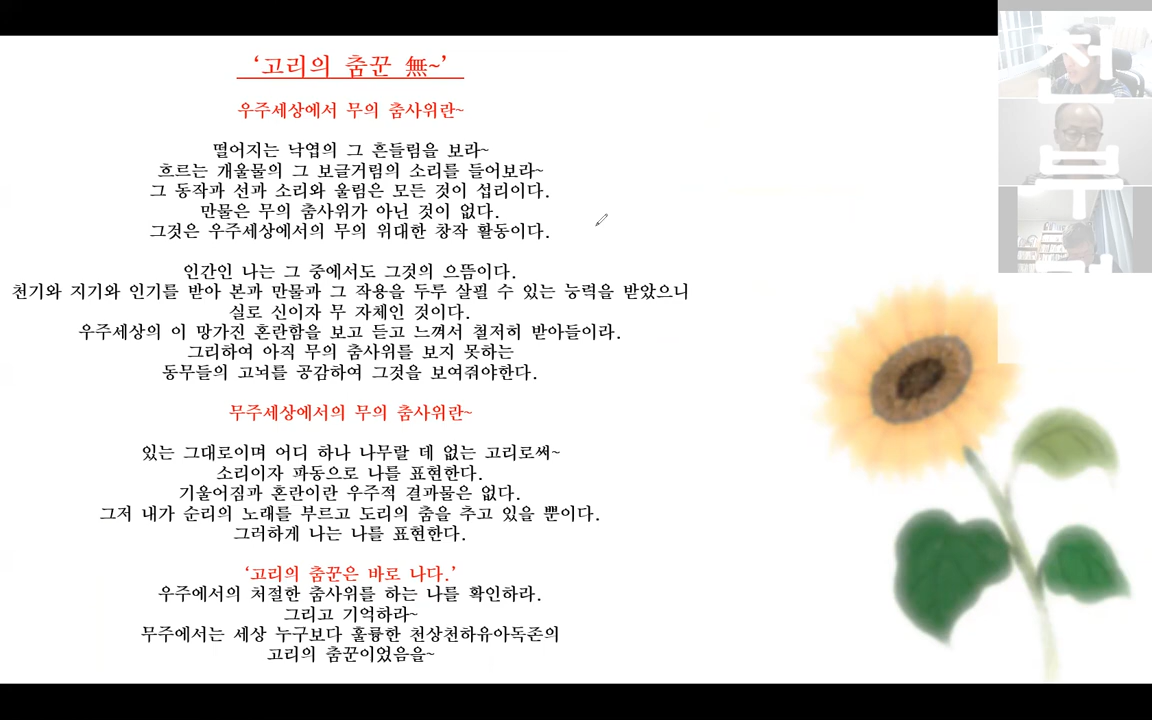 ‘고리의 춤꾼 無~’
우주세상에서 무의 춤사위란~
떨어지는 낙엽의 그 흔들림을 보라~
흐르는 개울물의 그 보글거림의 소리를 들어보라~
그 동작과 선과 소리와 울림은 모든 것이 섭리이다.
만물은 무의 춤사위가 아닌 것이 없다.
그것은 우주세상에서의 무의 위대한 창작 활동이다.
인간인 나는 그 중에서도 그것의 으뜸이다.
천기와 지기와 인기를 받아 본과 만물과 그 작용을 두루 살필 수 있는 능력을 받았으니
실로 신이자 무 자체인 것이다.
우주세상의 이 망가진 혼란함을 보고 듣고 느껴서 철저히 받아들이라.
그리하여 아직 무의 춤사위를 보지 못하는
동무들의 고뇌를 공감하여 그것을 보여줘야한다.
무주세상에서의 무의 춤사위란~
있는 그대로이며 어디 하나 나무랄 데 없는 고리로써~
소리이자 파동으로 나를 표현한다.
기울어짐과 혼란이란 우주적 결과물은 없다.
그저 내가 순리의 노래를 부르고 도리의 춤을 추고 있을 뿐이다.
그러하게 나는 나를 표현한다.
‘고리의 춤꾼은 바로 나다.’
우주에서의 처절한 춤사위를 하는 나를 확인하라.
그리고 기억하라~
무주에서는 세상 누구보다 훌륭한 천상천하유아독존의
고리의 춤꾼이었음을~
천
부